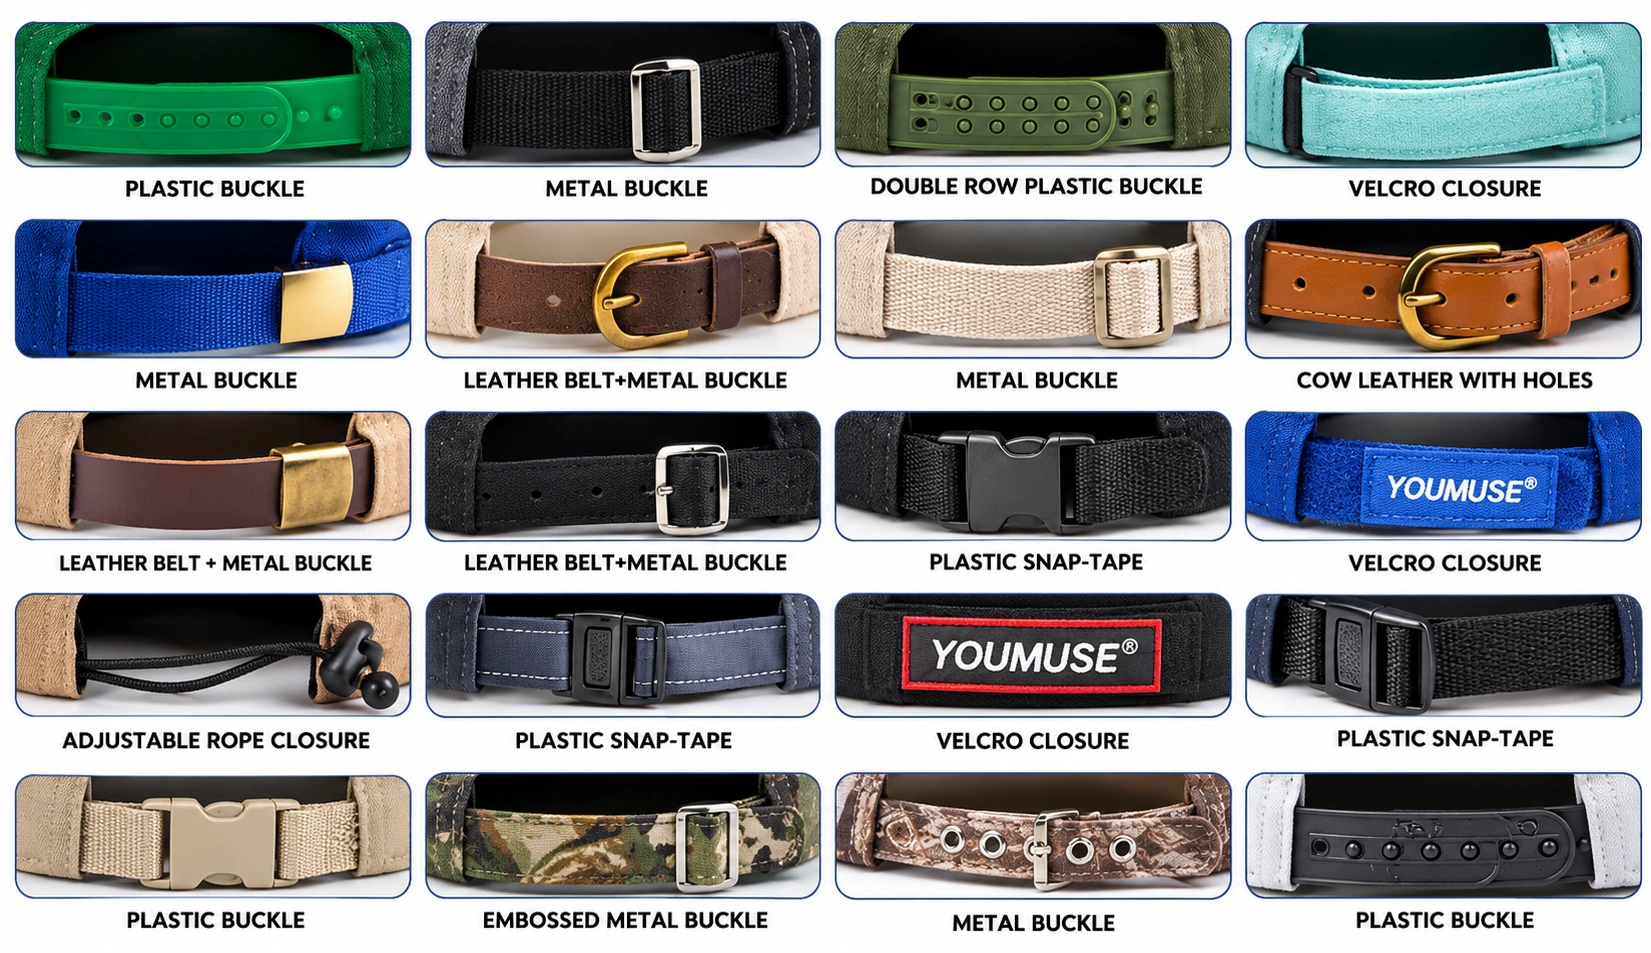 PLASTIC BUCKLE
METAL BUCKLE
DOUBLE ROW PLASTIC BUCKLE
VELCRO CLOSURE
METAL BUCKLE
LEATHER BELT+METAL BUCKLE
METAL BUCKLE
COW LEATHER WITH HOLES
YOUMUSE®
LEATHER BELT + METAL BUCKLE
LEATHER BELT+METAL BUCKLE
PLASTIC SNAP-TAPE
VELCRO CLOSURE
YOUMUSE®
ADJUSTABLE ROPE CLOSURE
PLASTIC SNAP-TAPE
VELCRO CLOSURE
PLASTIC SNAP-TAPE
PLASTIC BUCKLE
EMBOSSED METAL BUCKLE
METAL BUCKLE
PLASTIC BUCKLE